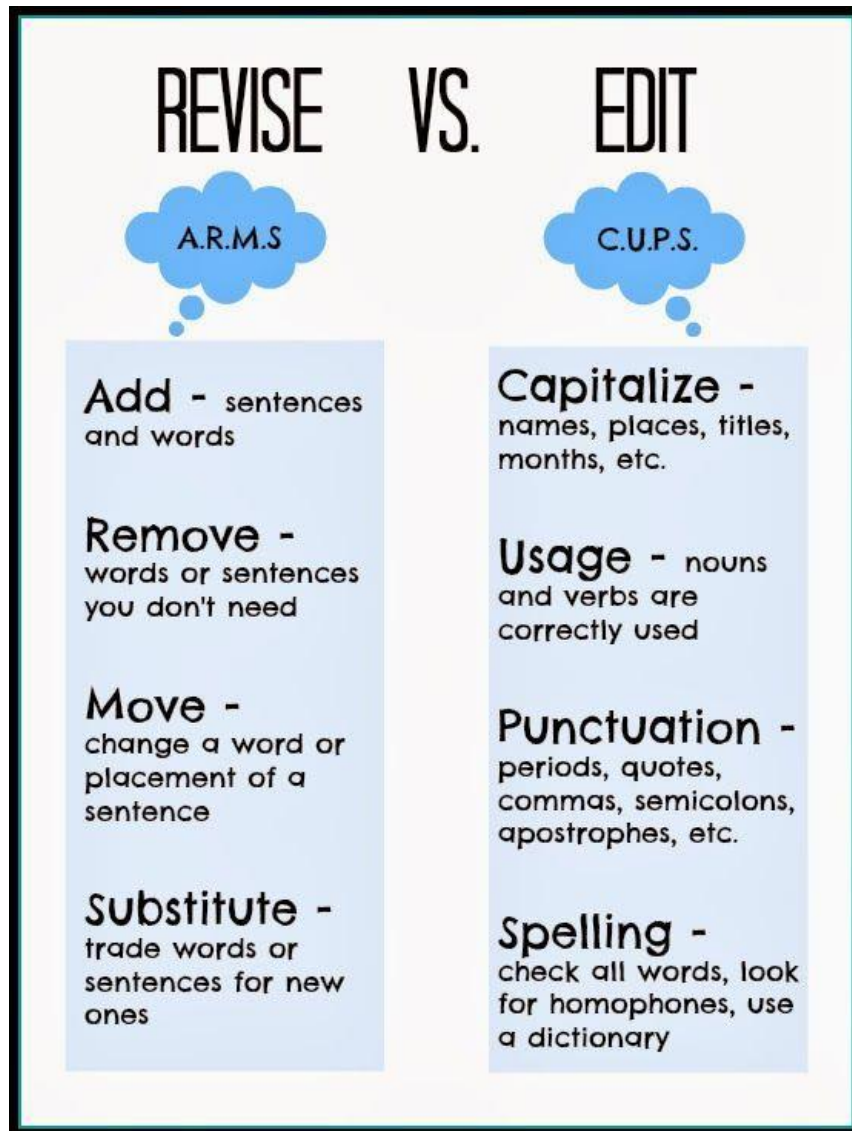 REVISE VS. EDIT
A.R.M.S
Add - sentences
and words
Remove -
words or sentences
you don't need
Move -
change a word or
placement of a
sentence
Substitute -
trade words or
sentences for new
ones
C.U.P.S.
Capitalize -
names, places, titles,
months, etc.
Usage - nouns
and verbs are
correctly used
Punctuation -
periods, quotes,
commas, semicolons,
apostrophes, etc.
Spelling -
check all words, look
for homophones, use
a dictionary